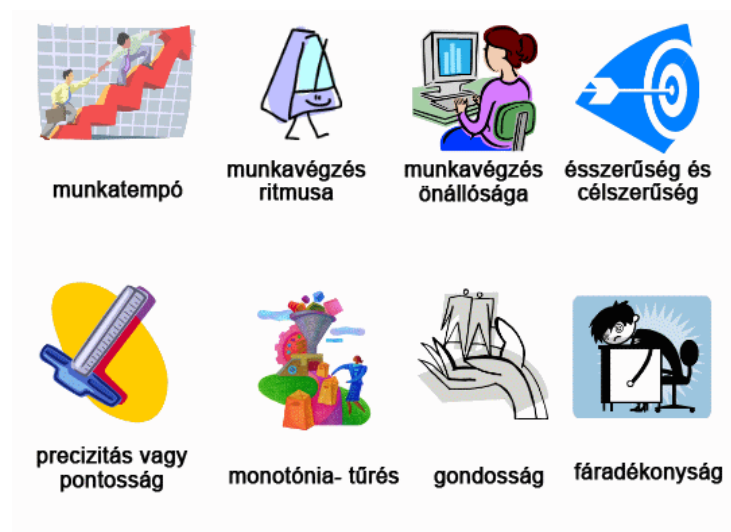 munkatempó
munkavégzés
ritmusa
munkavégzés
önállósága
ésszerűség és
célszerűség
precizitás vagy
pontosság
monotónia- tűrés
gondosság
fáradékonyság